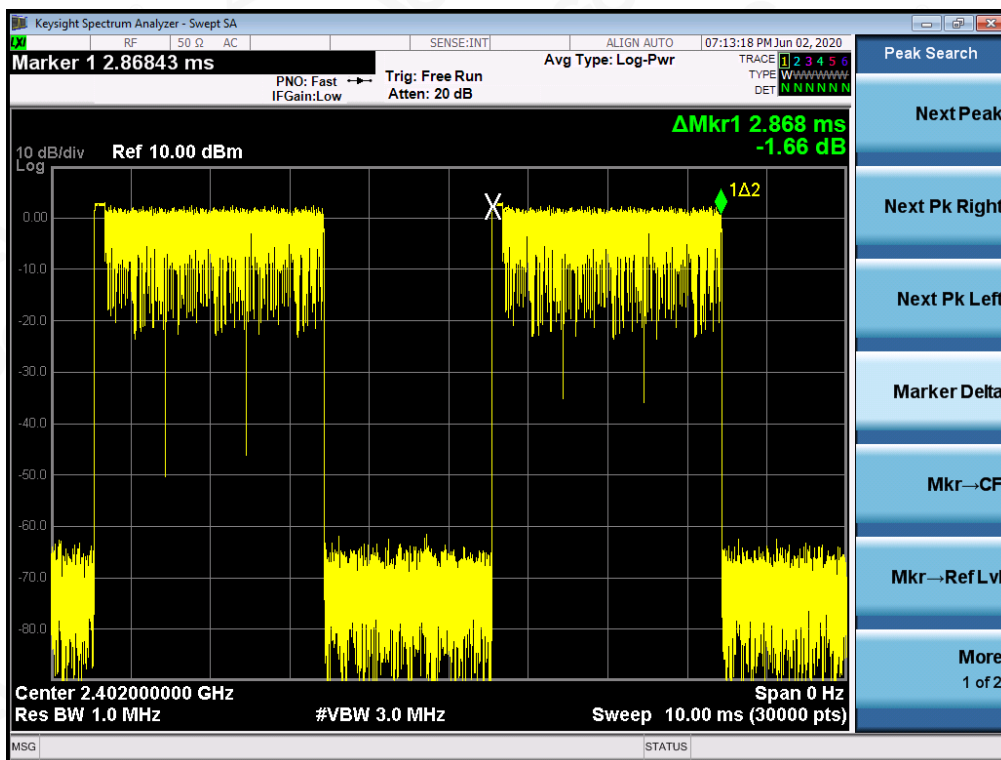 Keysight Spectrum Analyzer - Swept SA
LXI RF 50 Ω AC SENSE:INT ALIGN AUTO 07:13:18 PM Jun 02, 2020
Marker 1 2.86843 ms
PNO: Fast
IFGain:Low
Trig: Free Run
Atten: 20 dB
Avg Type: Log-Pwr
TRACE 1 2 3 4 5 6
TYPE WWWWWW
DET N N N N N N
Peak Search
Next Peak
Next Pk Right
Next Pk Left
Marker Delta
Mkr→CF
Mkr→Ref Lvl
More
1 of 2
ΔMkr1 2.868 ms
-1.66 dB
10 dB/div Ref 10.00 dBm
Log
1Δ2
0.00
-10.0
-20.0
-30.0
-40.0
-50.0
-60.0
-70.0
-80.0
Center 2.402000000 GHz Span 0 Hz
Res BW 1.0 MHz #VBW 3.0 MHz Sweep 10.00 ms (30000 pts)
MSG STATUS